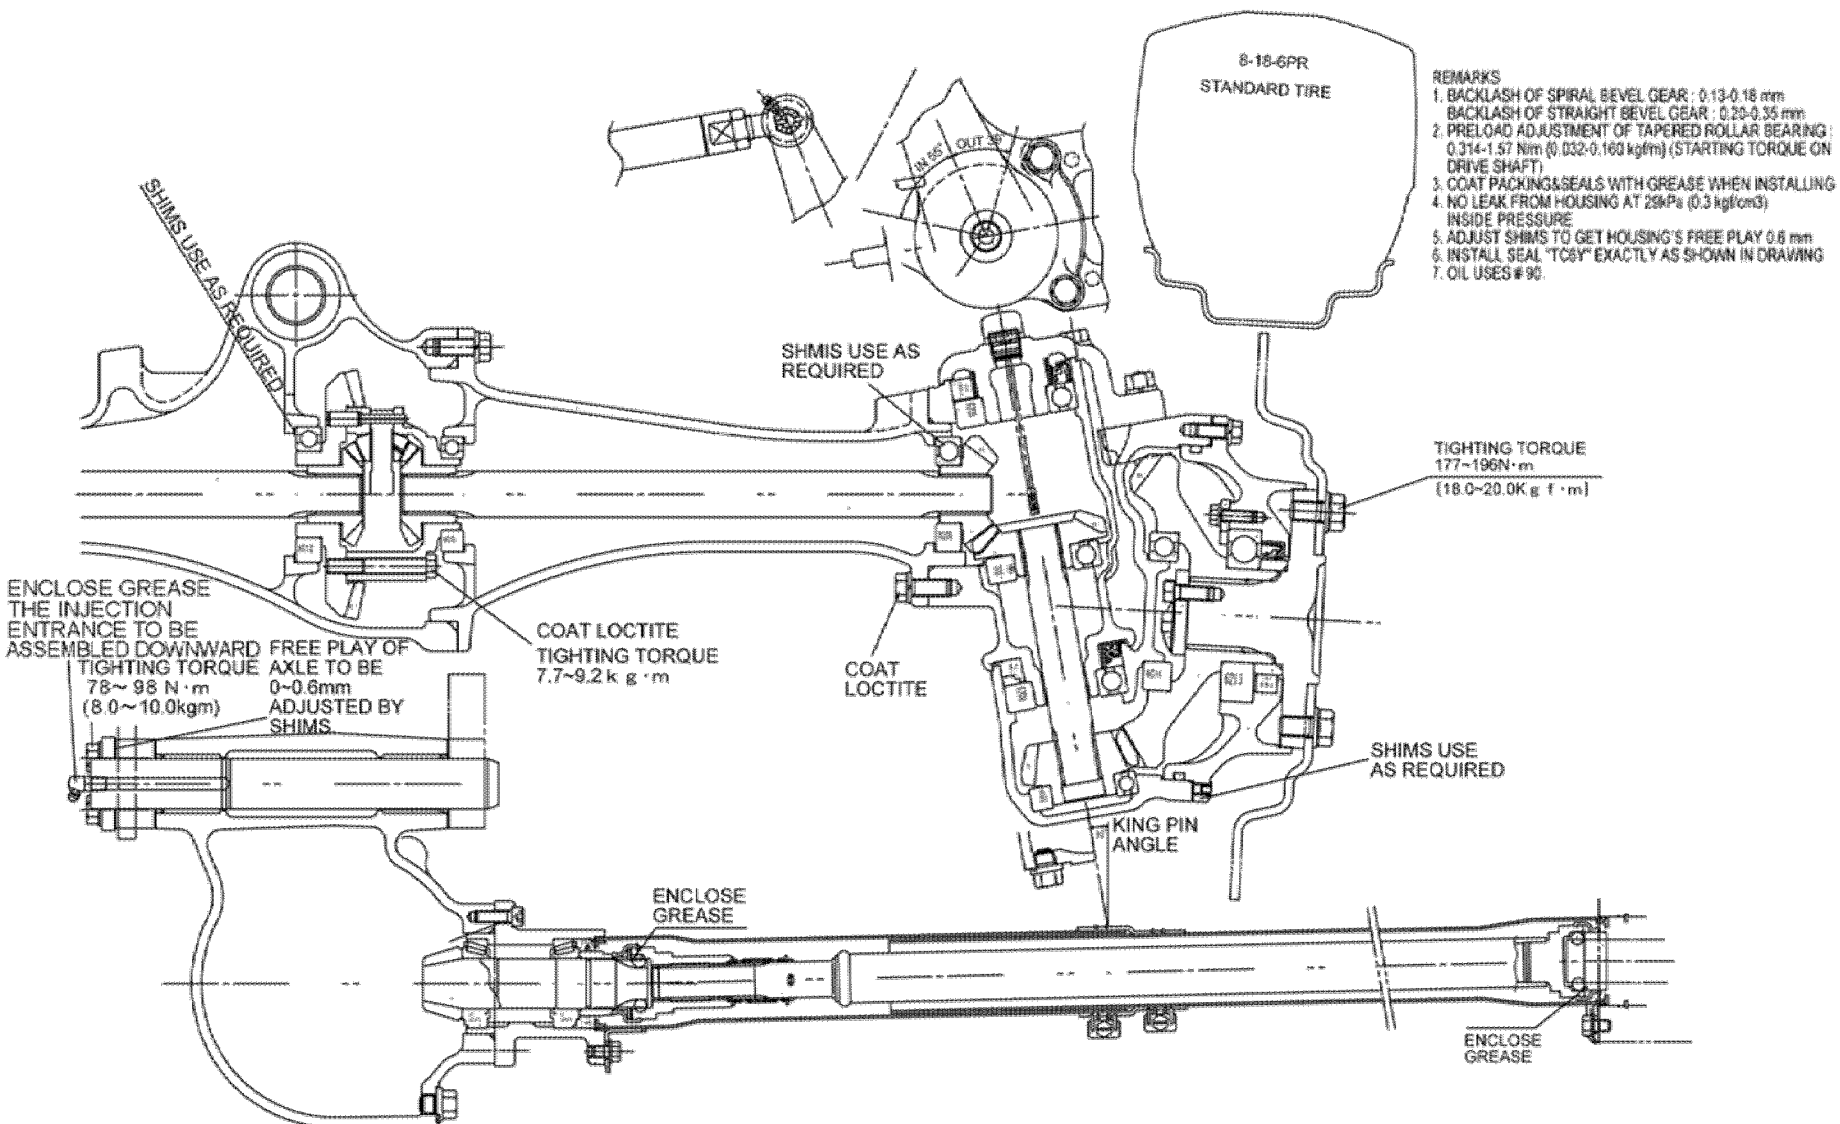 8-18-6PR
STANDARD TIRE
REMARKS
1. BACKLASH OF SPIRAL BEVEL GEAR : 0.13-0.18 mm
BACKLASH OF STRAIGHT BEVEL GEAR : 0.20-0.35 mm
2. PRELOAD ADJUSTMENT OF TAPERED ROLLAR BEARING :
0.314-1.57 N/m (0.032-0.160 kgf/m) (STARTING TORQUE ON
DRIVE SHAFT)
3. COAT PACKING&SEALS WITH GREASE WHEN INSTALLING
4. NO LEAK FROM HOUSING AT 29kPa (0.3 kgf/cm3)
INSIDE PRESSURE
5. ADJUST SHIMS TO GET HOUSING'S FREE PLAY 0.6 mm
6. INSTALL SEAL "TC6Y" EXACTLY AS SHOWN IN DRAWING
7. OIL USES # 90
IN 55°
OUT
SHIMS USE AS REQUIRED
SHMIS USE AS
REQUIRED
TIGHTING TORQUE
177~196N·m
[18.0~20.0K g f ·m]
ENCLOSE GREASE
THE INJECTION
ENTRANCE TO BE
ASSEMBLED DOWNWARD
TIGHTING TORQUE
78~ 98 N·m
(8.0~10.0kgm)
FREE PLAY OF
AXLE TO BE
0~0.6mm
ADJUSTED BY
SHIMS
COAT LOCTITE
TIGHTING TORQUE
7.7~9.2 k g ·m
COAT
LOCTITE
SHIMS USE
AS REQUIRED
KING PIN
ANGLE
ENCLOSE
GREASE
ENCLOSE
GREASE